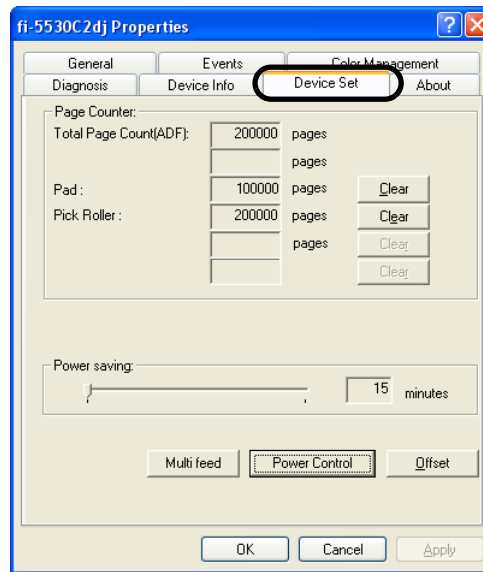 fi-5530C2dj Properties
General Events Color Management
Diagnosis Device Info Device Set About
Page Counter:
Total Page Count(ADF): 200000 pages
pages
Pad : 100000 pages Clear
Pick Roller : 200000 pages Clear
pages Clear
Clear
Power saving:
15 minutes
Multi feed Power Control Offset
OK Cancel Apply